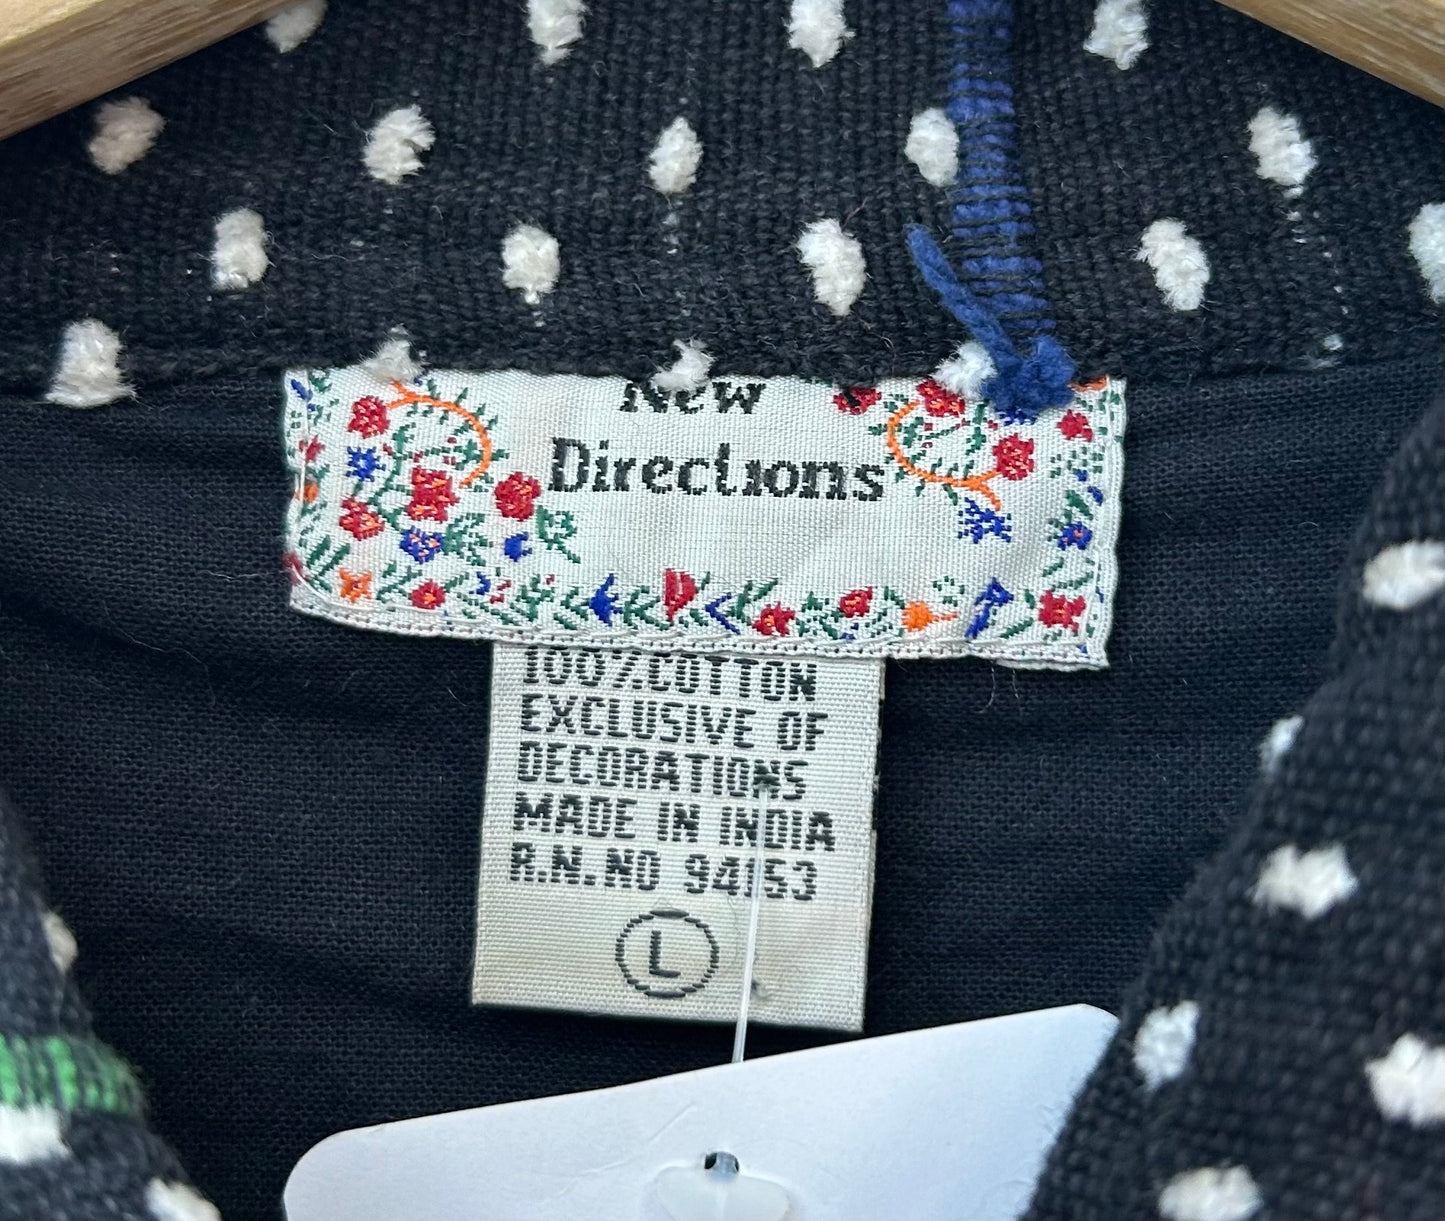 New
Directions
100% COTTON
EXCLUSIVE OF
DECORATIONS
MADE IN INDIA
R.N.NO 94153
L